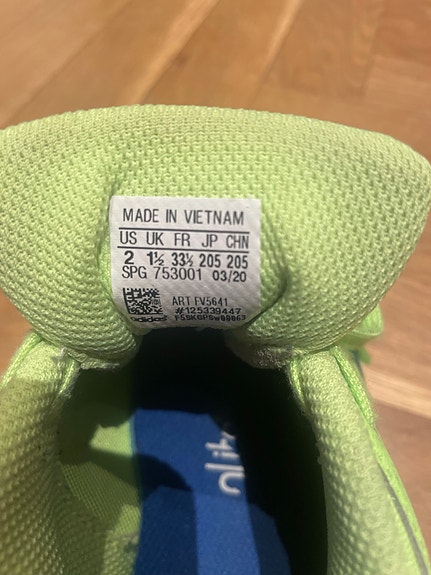 MADE IN VIETNAM
US UK FR JP CHN
2 1½ 33½ 205 205
SPG 753001 03/20
ART FV5641
#125339447
adidas